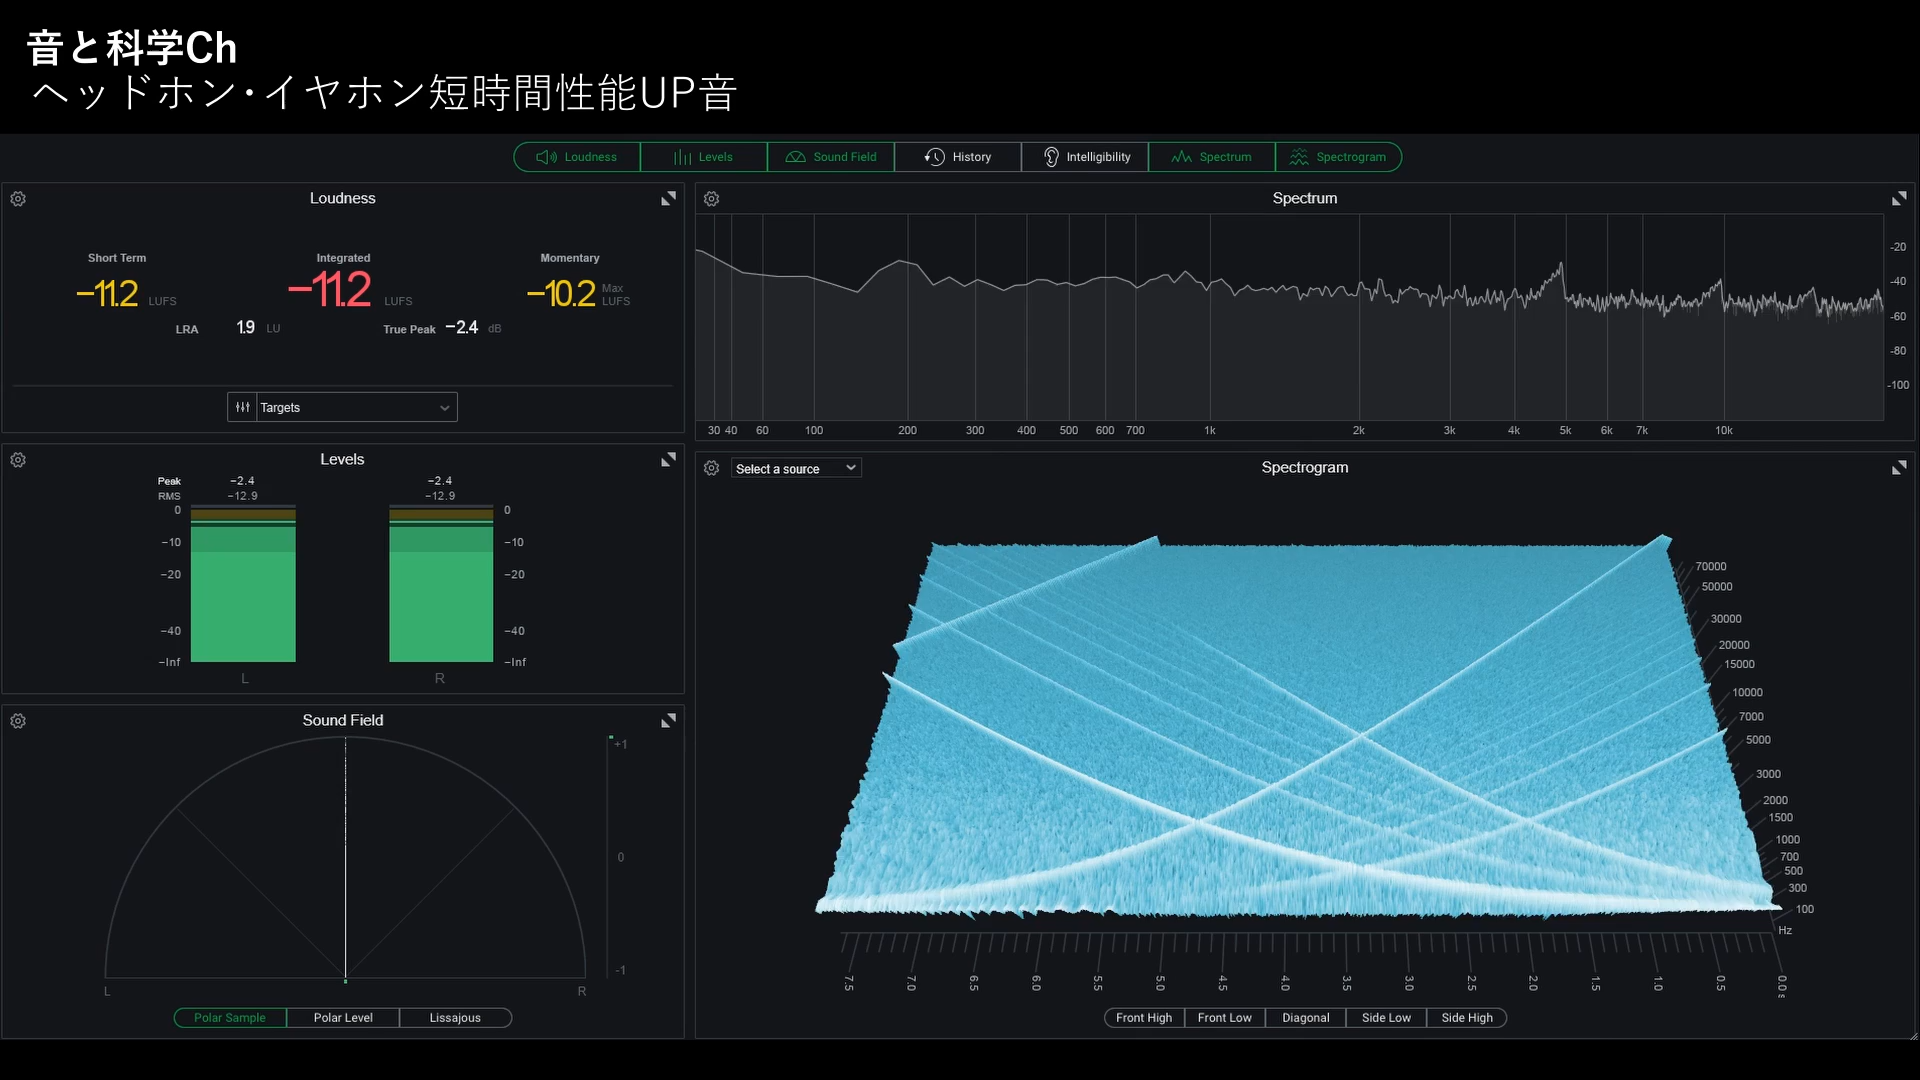 音と科学Ch
ヘッドホン・イヤホン短時間性能UP音
Loudness Levels Sound Field History Intelligibility Spectrum Spectrogram
Loudness
Short Term Integrated Momentary
-11.2 LUFS -11.2 LUFS -10.2 Max LUFS
LRA 1.9 LU True Peak -2.4 dB
Targets
Levels
Peak -2.4 -2.4
RMS -12.9 -12.9
0 0
-10 -10
-20 -20
-40 -40
-Inf -Inf
L R
Sound Field
+1
0
-1
L R
Polar Sample Polar Level Lissajous
Spectrum
-20
-40
-60
-80
-100
30 40 60 100 200 300 400 500 600 700 1k 2k 3k 4k 5k 6k 7k 10k
Select a source
Spectrogram
70000
50000
30000
20000
15000
10000
7000
5000
3000
2000
1500
1000
700
500
300
100
Hz
7.5 7.0 6.5 6.0 5.5 5.0 4.5 4.0 3.5 3.0 2.5 2.0 1.5 1.0 0.5 0.0 s
Front High Front Low Diagonal Side Low Side High